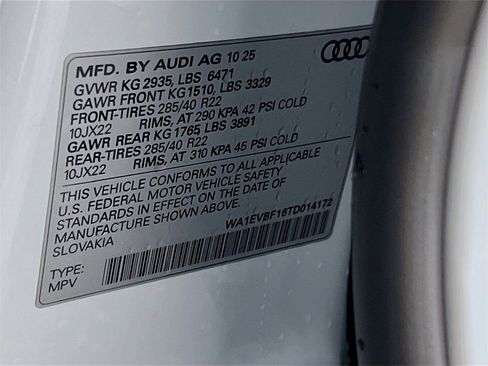 MFD. BY AUDI AG 10 25
GVWR KG 2935, LBS 6471
GAWR FRONT KG1510, LBS 3329
FRONT-TIRES 285/40 R22
10JX22 RIMS, AT 290 KPA 42 PSI COLD
GAWR REAR KG 1765 LBS 3891
REAR-TIRES 285/40 R22
10JX22 RIMS, AT 310 KPA 45 PSI COLD
THIS VEHICLE CONFORMS TO ALL APPLICABLE
U.S. FEDERAL MOTOR VEHICLE SAFETY
STANDARDS IN EFFECT ON THE DATE OF
MANUFACTURE SHOWN ABOVE.
SLOVAKIA
WA1EVBF16TD014172
TYPE:
MPV